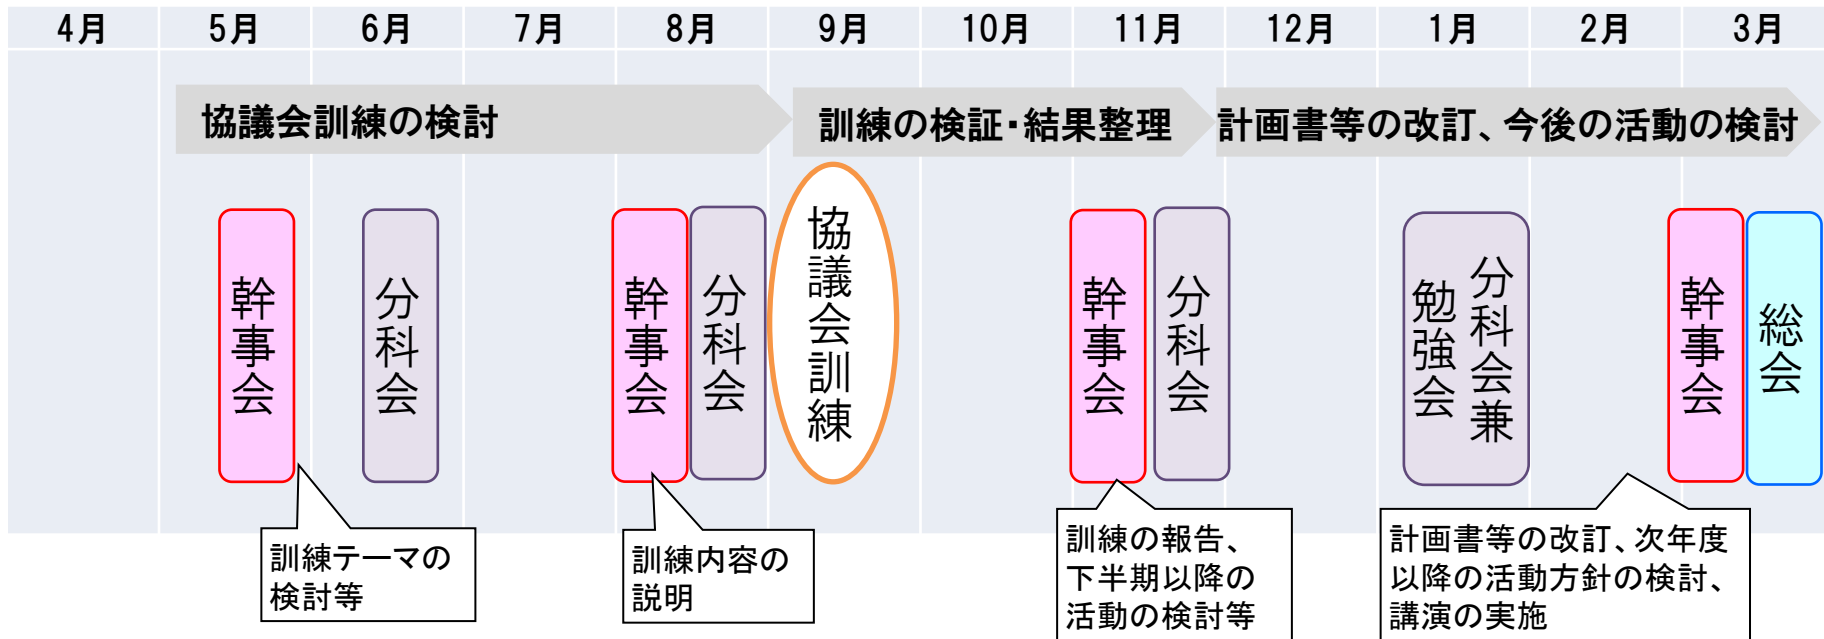 4月
5月
6月
7月
8月
9月
10月
11月
12月
1月
2月
3月
協議会訓練の検討
訓練の検証・結果整理
計画書等の改訂、今後の活動の検討
幹事会
分科会
幹事会
分科会
協議会訓練
幹事会
分科会
分科会兼
勉強会
幹事会
総会
訓練テーマの
検討等
訓練内容の
説明
訓練の報告、
下半期以降の
活動の検討等
計画書等の改訂、次年度
以降の活動方針の検討、
講演の実施